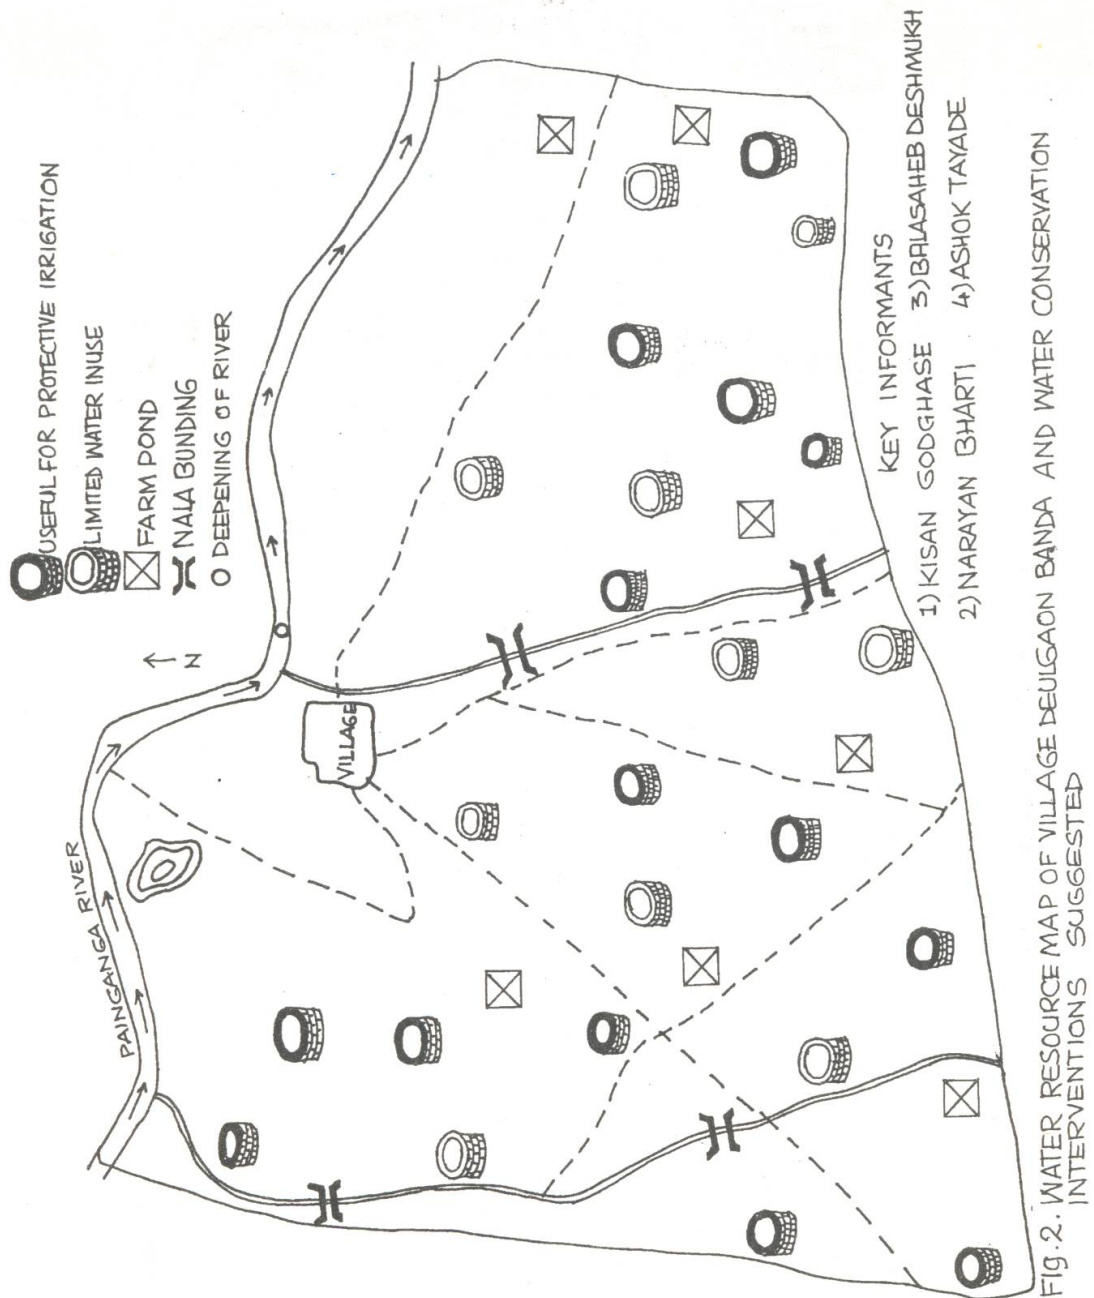 USEFUL FOR PROTECTIVE IRRIGATION
LIMITED WATER INUSE
FARM POND
NALA BUNDING
DEEPENING OF RIVER
N
PAINGANGA RIVER
VILLAGE
KEY INFORMANTS
1) KISAN GODGHASE 3) BALASAHEB DESHMUKH
2) NARAYAN BHARTI 4) ASHOK TAYADE
Fig. 2. WATER RESOURCE MAP OF VILLAGE DEULGAON BANDA AND WATER CONSERVATION
INTERVENTIONS SUGGESTED